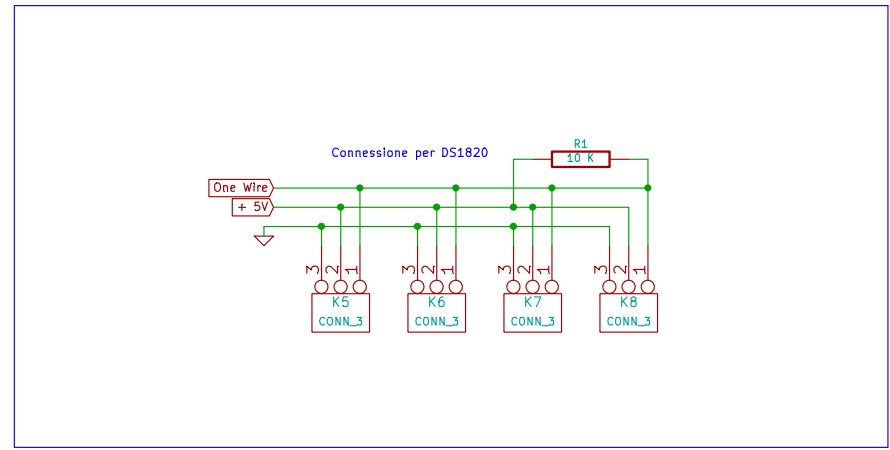 R1
Connessione per DS1820
10 K
One Wire
+ 5V
3 2 1 3 2 1 3 2 1 3 2 1
K5 K6 K7 K8
CONN_3 CONN_3 CONN_3 CONN_3